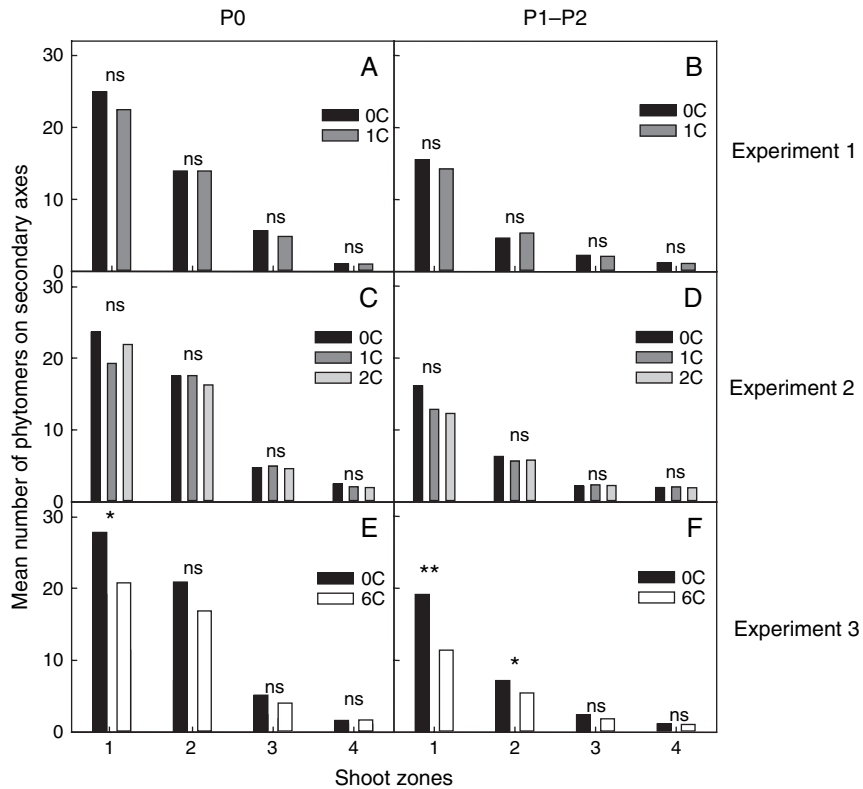 P0
P1–P2
Mean number of phytomers on secondary axes
30
20
10
0
A
ns
ns
ns
ns
0C
1C
B
ns
ns
ns
ns
0C
1C
Experiment 1
30
20
10
0
C
ns
ns
ns
ns
0C
1C
2C
D
ns
ns
ns
ns
0C
1C
2C
Experiment 2
30
20
10
0
E
*
ns
ns
ns
0C
6C
F
**
*
ns
ns
0C
6C
Experiment 3
1 2 3 4
1 2 3 4
Shoot zones